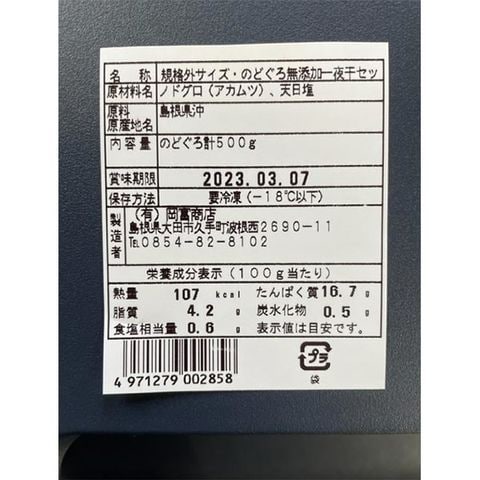 名 称 規格外サイズ・のどぐろ無添加一夜干セッ
原材料名 ノドグロ（アカムツ）、天日塩
原料原産地名 島根県沖
内容量 のどぐろ計500g
賞味期限 2023.03.07
保存方法 要冷凍（－18℃以下）
製造者 （有）岡富商店
島根県大田市久手町波根西2690-11
℡0854-82-8102
栄養成分表示（100g当たり）
熱量 107 kcal たんぱく質 16.7 g
脂質 4.2 g 炭水化物 0.5 g
食塩相当量 0.6 g 表示値は目安です。
プラ
袋
4 971279 002858